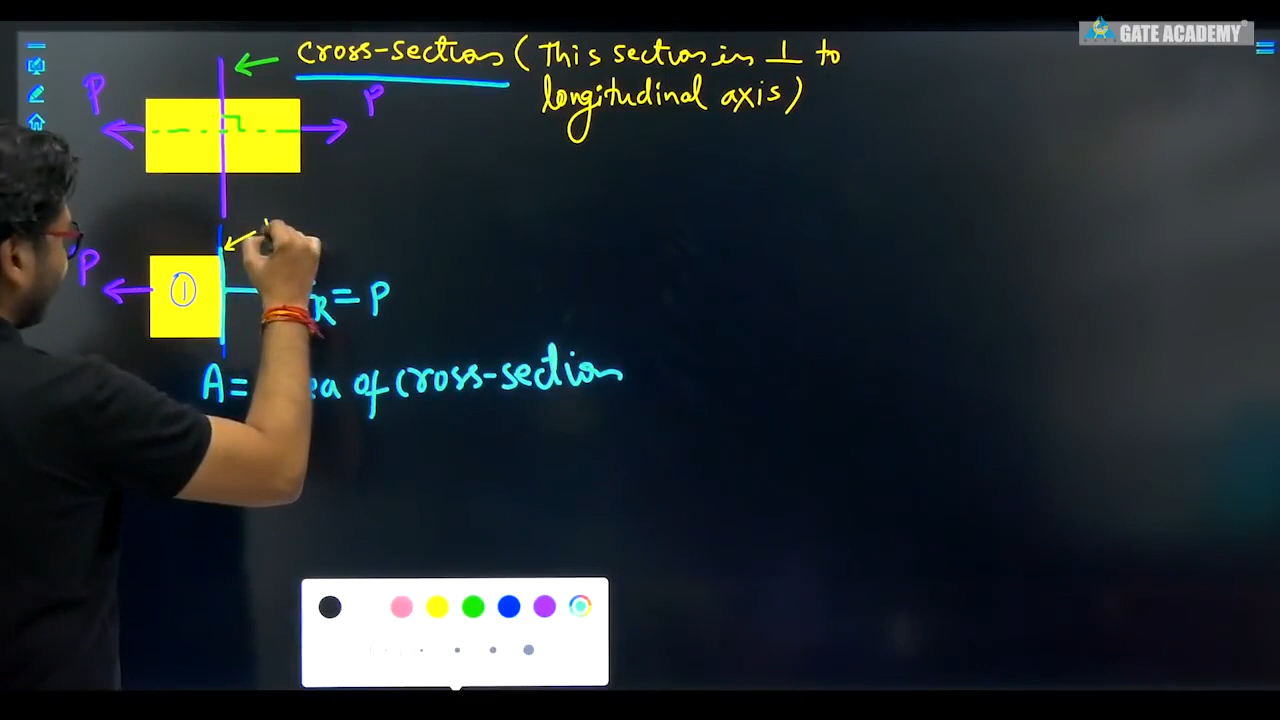 GATE ACADEMY
cross-section (This section is ⊥ to
longitudinal axis)
P P
P ① R = P
A = ea of cross-section